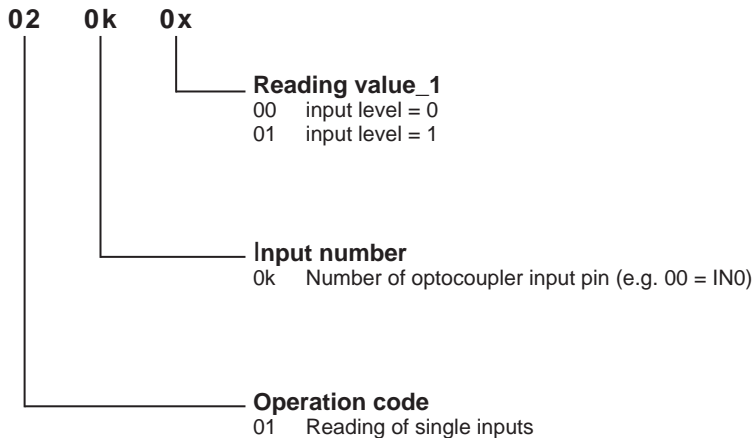 02 0k 0x
Reading value_1
00 input level = 0
01 input level = 1
Input number
0k Number of optocoupler input pin (e.g. 00 = IN0)
Operation code
01 Reading of single inputs